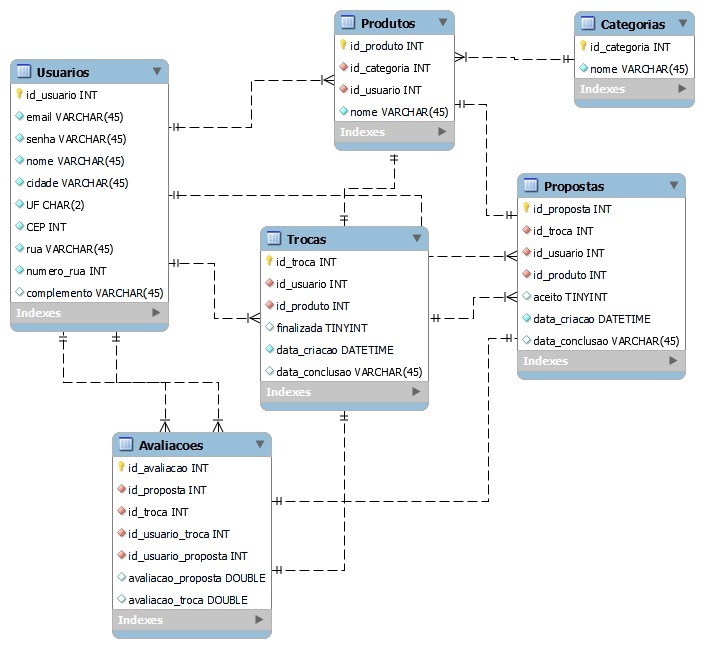 Produtos
id_produto INT
id_categoria INT
id_usuario INT
nome VARCHAR(45)
Indexes
Categorias
id_categoria INT
nome VARCHAR(45)
Indexes
Usuarios
id_usuario INT
email VARCHAR(45)
senha VARCHAR(45)
nome VARCHAR(45)
cidade VARCHAR(45)
UF CHAR(2)
CEP INT
rua VARCHAR(45)
numero_rua INT
complemento VARCHAR(45)
Indexes
Propostas
id_proposta INT
id_troca INT
id_usuario INT
id_produto INT
aceito TINYINT
data_criacao DATETIME
data_conclusao VARCHAR(45)
Indexes
Trocas
id_troca INT
id_usuario INT
id_produto INT
finalizada TINYINT
data_criacao DATETIME
data_conclusao VARCHAR(45)
Indexes
Avaliacoes
id_avaliacao INT
id_proposta INT
id_troca INT
id_usuario_troca INT
id_usuario_proposta INT
avaliacao_proposta DOUBLE
avaliacao_troca DOUBLE
Indexes